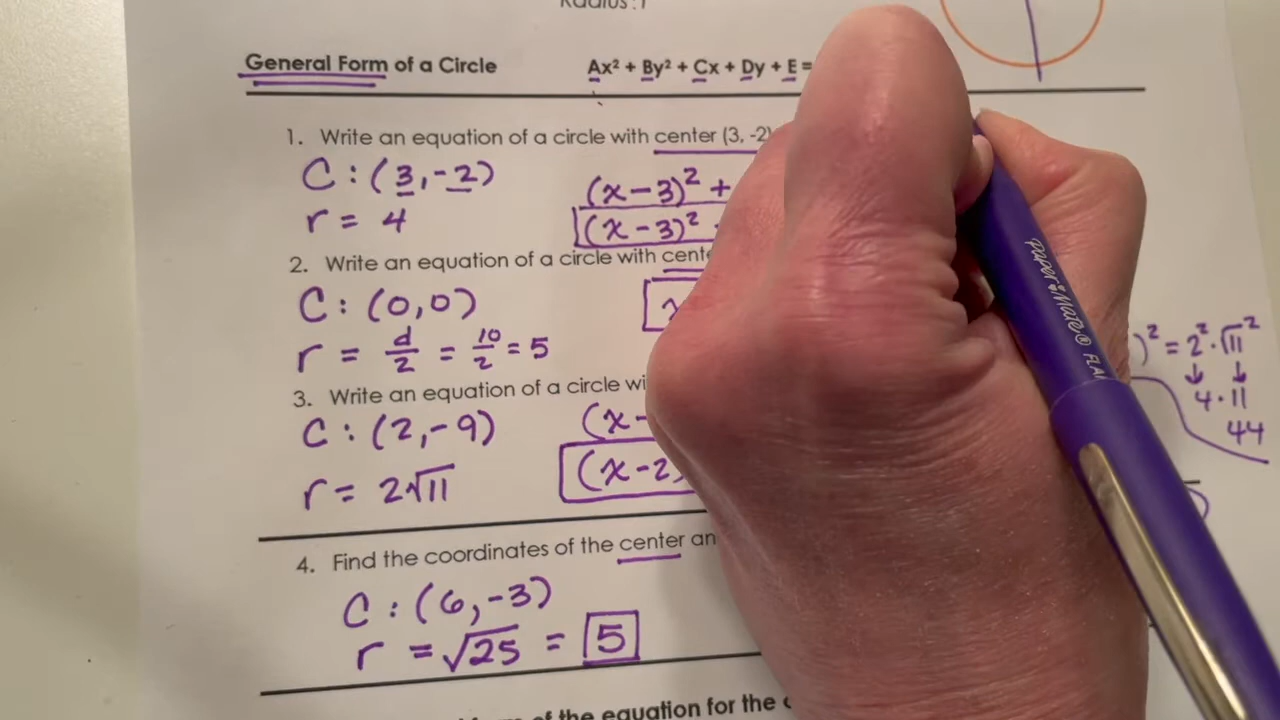 Radius: 1
General Form of a Circle Ax² + By² + Cx + Dy + E =
1. Write an equation of a circle with center (3, -2)
C : (3, -2)
(x - 3)² +
r = 4
(x - 3)²
2. Write an equation of a circle with
C : (0,0)
r = d/2 = 10/2 = 5
)² = 2² · √11²
4 · 11
44
3. Write an equation of a circle
C : (2, -9)
(x -
r = 2√11
(x - 2)
4. Find the coordinates of the center
C : (6, -3)
r = √25 = 5
of the equation for the
Paper Mate®